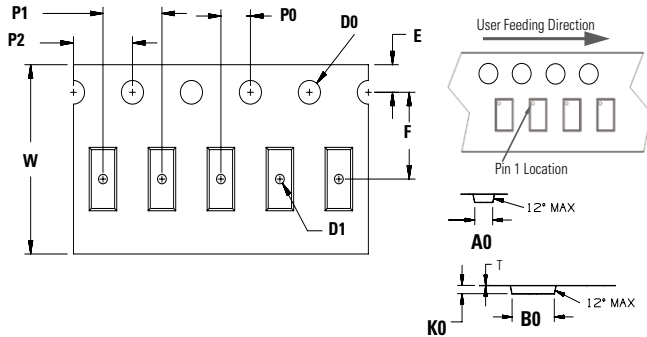 P1
P0
D0
E
P2
User Feeding Direction
F
W
Pin 1 Location
D1
12° MAX
A0
T
12° MAX
K0
B0